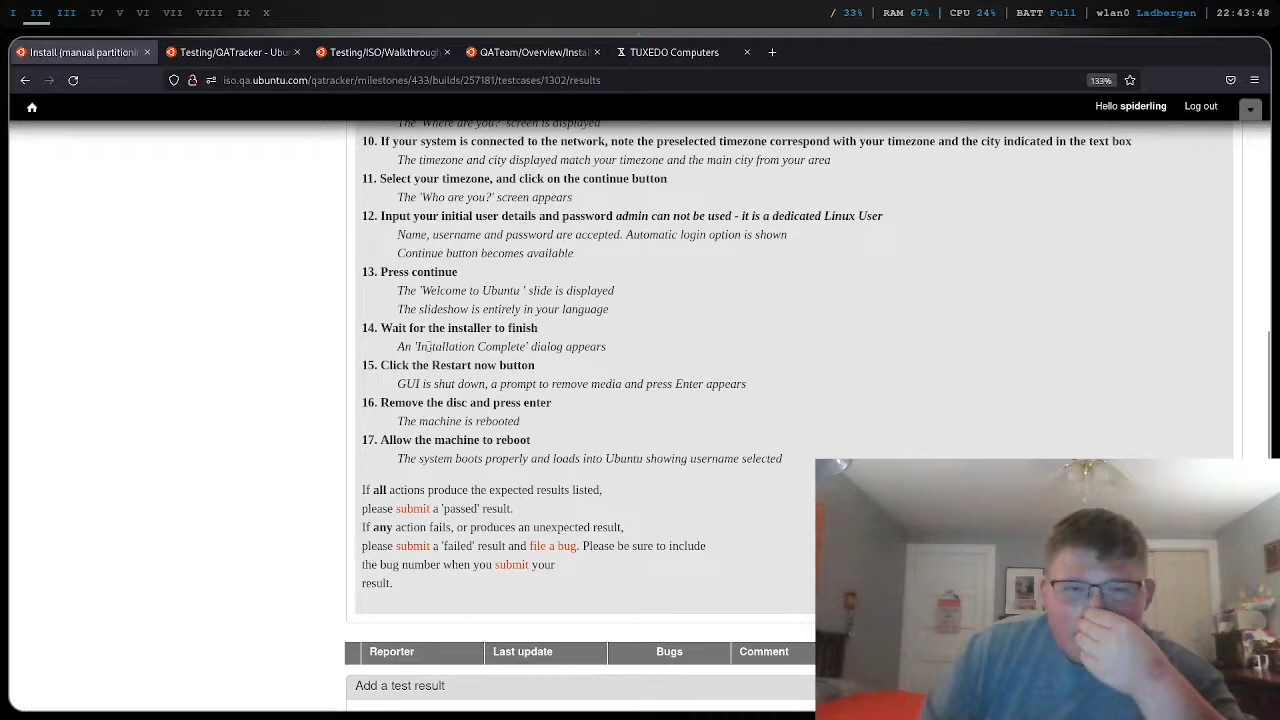 I II III IV V VI VII VIII IX X
/ 33% | RAM 67% | CPU 24% | BATT Full | wlan0 Ladbergen | 22:43:48
Install (manual partitionin
Testing/QATracker - Ubu
Testing/ISO/Walkthrough
QATeam/Overview/Instal
TUXEDO Computers
iso.qa.ubuntu.com/qatracker/milestones/433/builds/257181/testcases/1302/results
133%
Hello spiderling
Log out
The 'Where are you?' screen is displayed
10. If your system is connected to the network, note the preselected timezone correspond with your timezone and the city indicated in the text box
The timezone and city displayed match your timezone and the main city from your area
11. Select your timezone, and click on the continue button
The 'Who are you?' screen appears
12. Input your initial user details and password admin can not be used - it is a dedicated Linux User
Name, username and password are accepted. Automatic login option is shown
Continue button becomes available
13. Press continue
The 'Welcome to Ubuntu ' slide is displayed
The slideshow is entirely in your language
14. Wait for the installer to finish
An 'Installation Complete' dialog appears
15. Click the Restart now button
GUI is shut down, a prompt to remove media and press Enter appears
16. Remove the disc and press enter
The machine is rebooted
17. Allow the machine to reboot
The system boots properly and loads into Ubuntu showing username selected
If all actions produce the expected results listed,
please submit a 'passed' result.
If any action fails, or produces an unexpected result,
please submit a 'failed' result and file a bug. Please be sure to include
the bug number when you submit your
result.
Reporter
Last update
Bugs
Comment
Add a test result